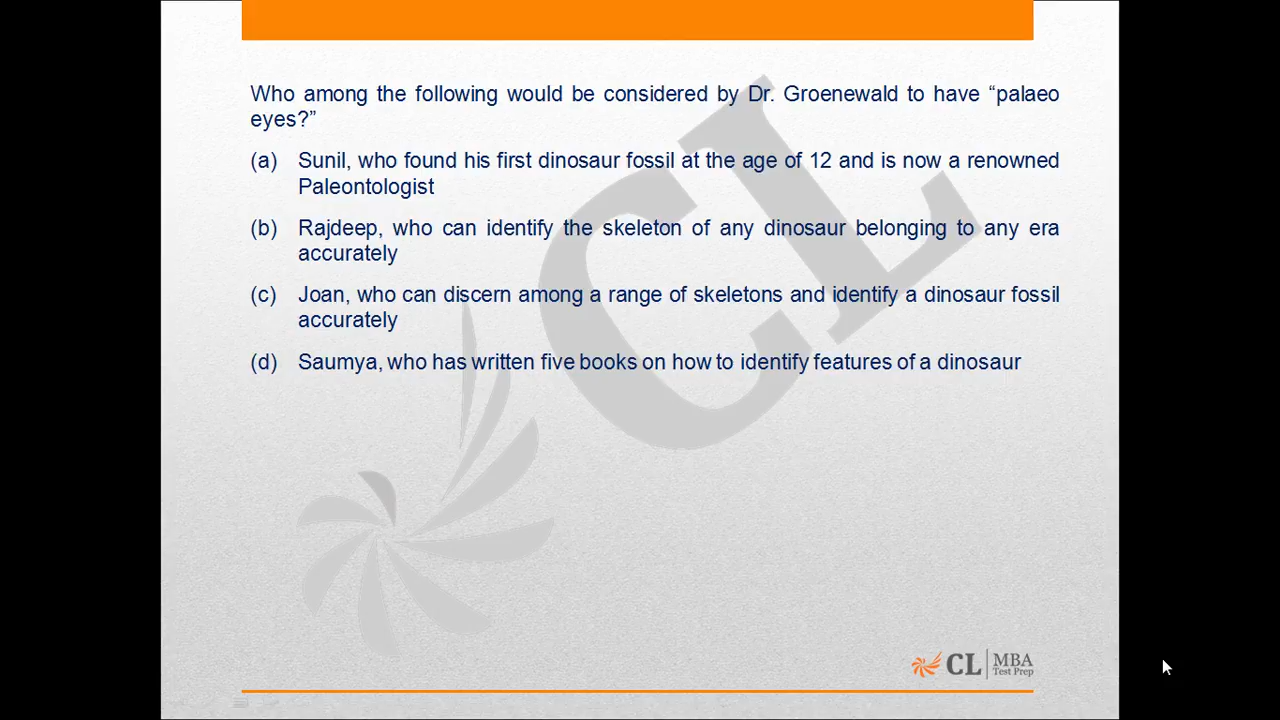 Who among the following would be considered by Dr. Groenewald to have “palaeo
eyes?”
(a) Sunil, who found his first dinosaur fossil at the age of 12 and is now a renowned
Paleontologist
(b) Rajdeep, who can identify the skeleton of any dinosaur belonging to any era
accurately
(c) Joan, who can discern among a range of skeletons and identify a dinosaur fossil
accurately
(d) Saumya, who has written five books on how to identify features of a dinosaur
CL
CL MBA
Test Prep